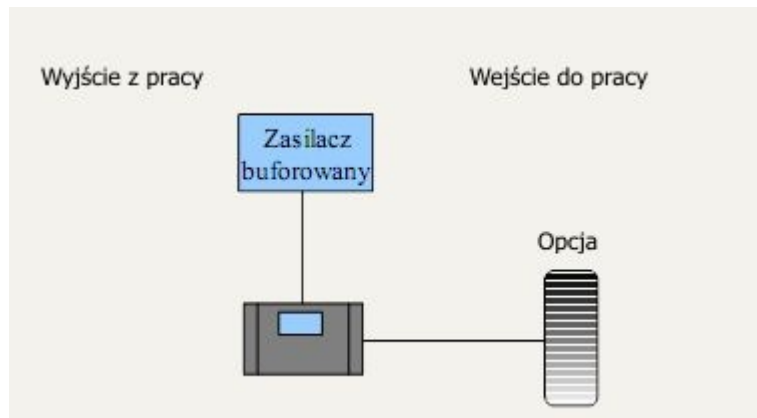 Wyjście z pracy
Wejście do pracy
Zasilacz
buforowany
Opcja